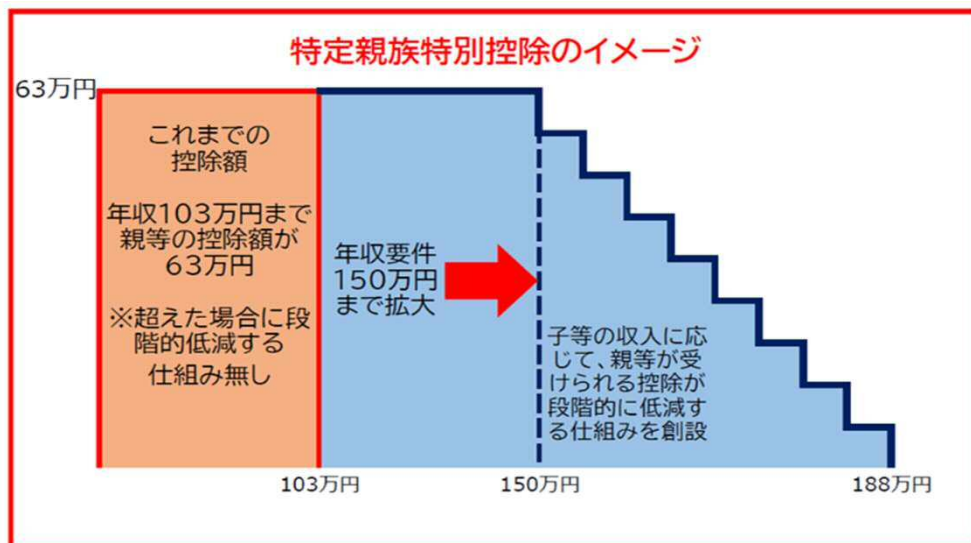 特定親族特別控除のイメージ
63万円
これまでの
控除額
年収103万円まで
親等の控除額が
63万円
※超えた場合に段
階的低減する
仕組み無し
年収要件
150万円
まで拡大
子等の収入に応
じて、親等が受
けられる控除が
段階的に低減す
る仕組みを創設
103万円
150万円
188万円